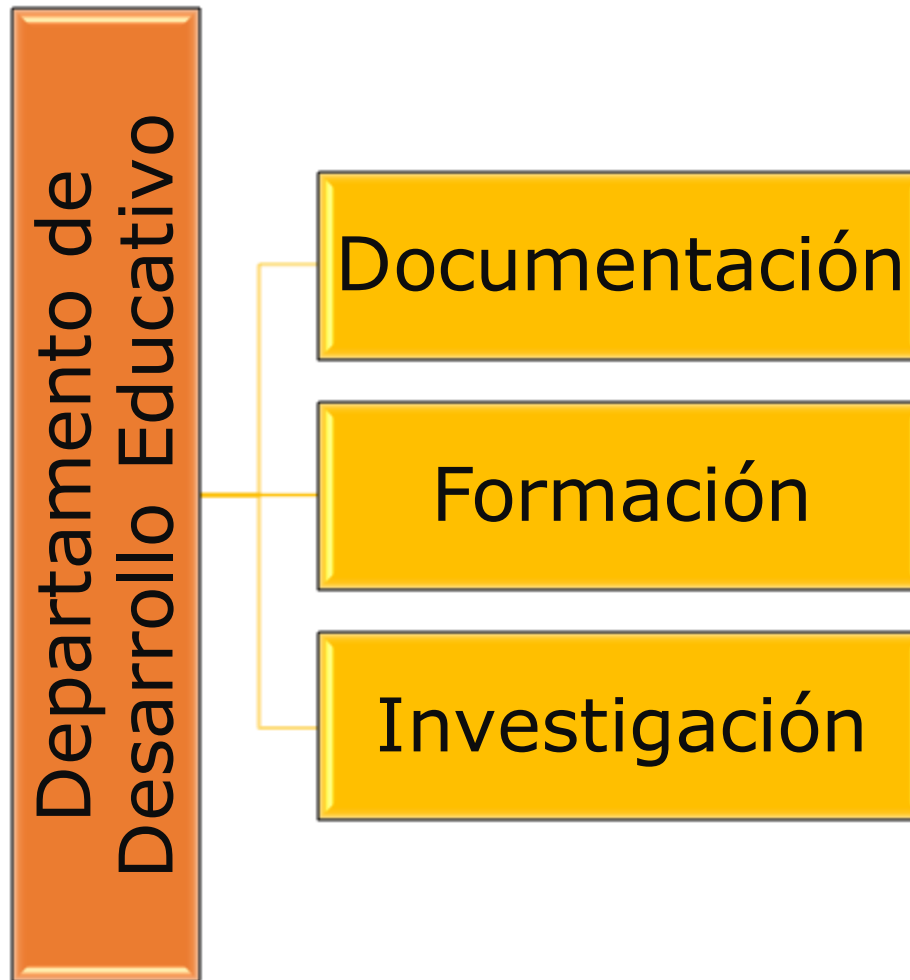 Departamento de
Desarrollo Educativo
Documentación
Formación
Investigación